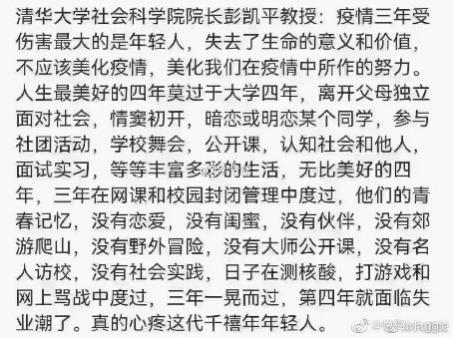 清华大学社会科学院院长彭凯平教授：疫情三年受
伤害最大的是年轻人，失去了生命的意义和价值，
不应该美化疫情，美化我们在疫情中所作的努力。
人生最美好的四年莫过于大学四年，离开父母独立
面对社会，情窦初开，暗恋或明恋某个同学，参与
社团活动，学校舞会，公开课，认知社会和他人，
面试实习，等等丰富多彩的生活，无比美好的四
年，三年在网课和校园封闭管理中度过，他们的青
春记忆，没有恋爱，没有闺蜜，没有伙伴，没有郊
游爬山，没有野外冒险，没有大师公开课，没有名
人访校，没有社会实践，日子在测核酸，打游戏和
网上骂战中度过，三年一晃而过，第四年就面临失
业潮了。真的心疼这代千禧年年轻人。